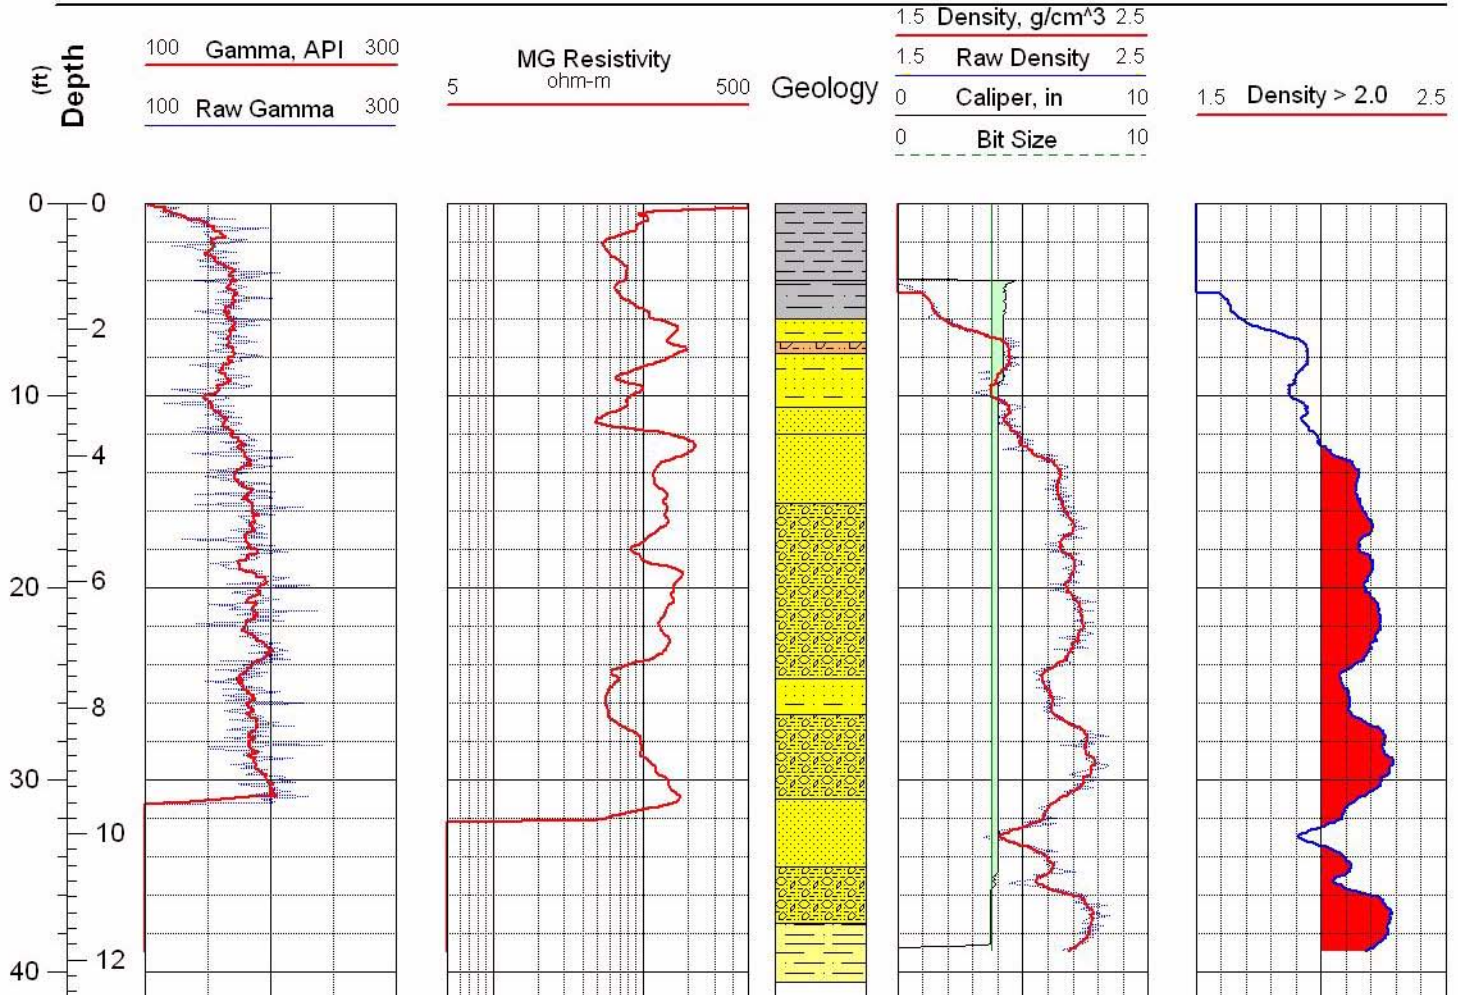 (ft)
Depth
100 Gamma, API 300
100 Raw Gamma 300
MG Resistivity
ohm-m
5 500
Geology
1.5 Density, g/cm^3 2.5
1.5 Raw Density 2.5
0 Caliper, in 10
0 Bit Size 10
1.5 Density > 2.0 2.5
0 0
2
10
4
20 6
8
30
10
12
40